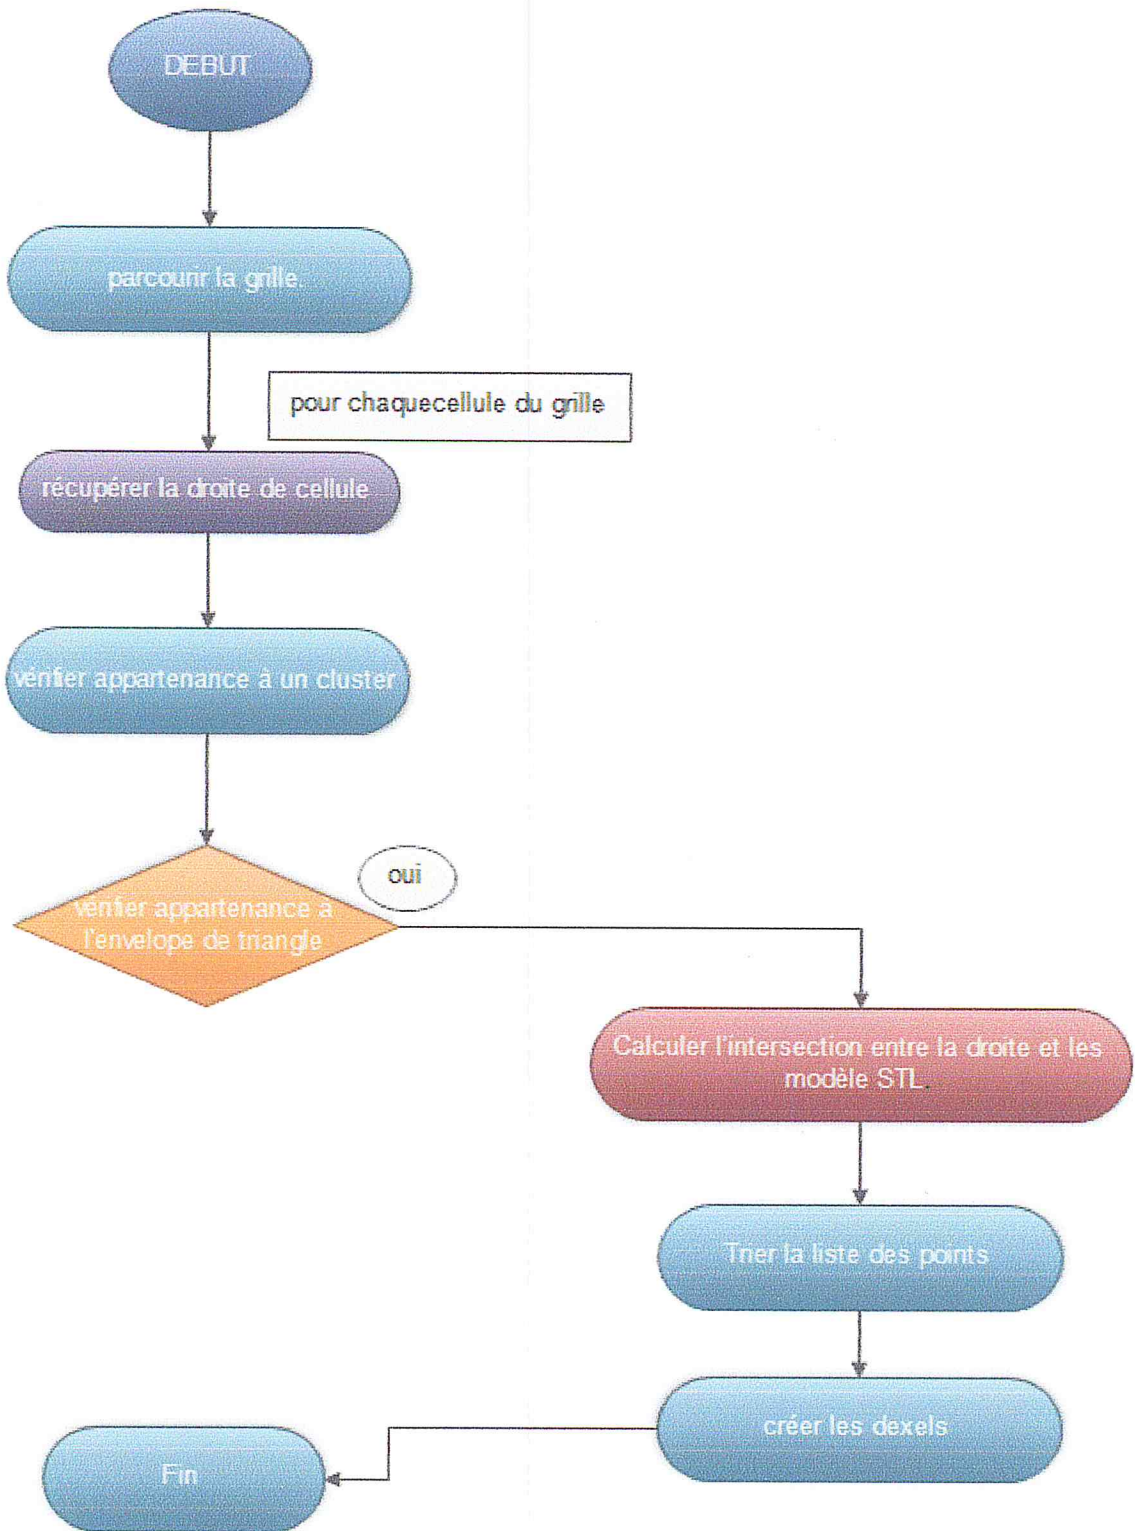 DEBUT
parcourir la grille.
pour chaquecellule du grille
récupérer la droite de cellule
vérifier appartenance à un cluster
oui
vérifier appartenance a
l'envelope de triangle
Calculer l'intersection entre la droite et les
modèle STL.
Trier la liste des points
créer les dexels
Fin